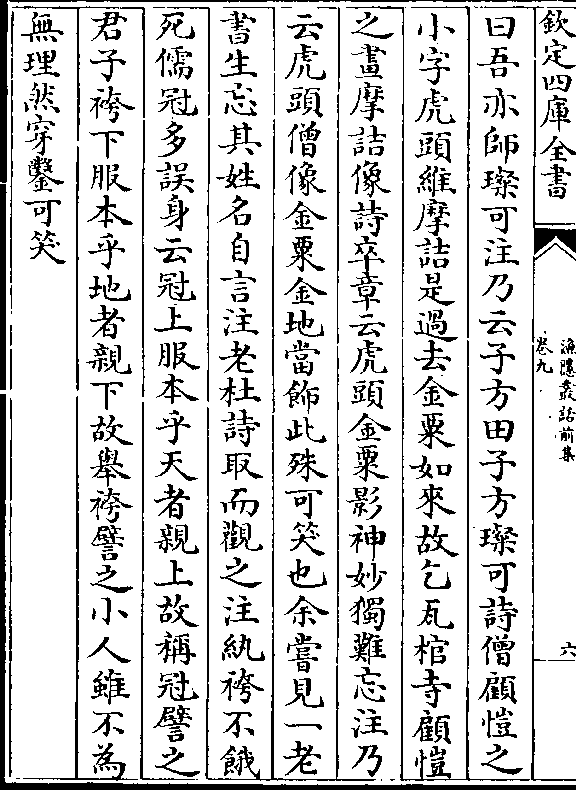 欽定四庫全書
漁隱叢話前集
卷九
六
曰吾亦師璨可注乃云子方田子方璨可詩僧顧愷之
小字虎頭維摩詰是過去金粟如來故乞瓦棺寺顧愷
之畫摩詰像詩卒章云虎頭金粟影神妙獨難忘注乃
云虎頭僧像金粟金地當飾此殊可笑也余嘗見一老
書生忘其姓名自言注老杜詩取而觀之注紈袴不餓
死儒冠多誤身云冠上服本乎天者親上故稱冠譬之
君子袴下服本乎地者親下故舉袴譬之小人雖不為
無理然穿鑿可笑